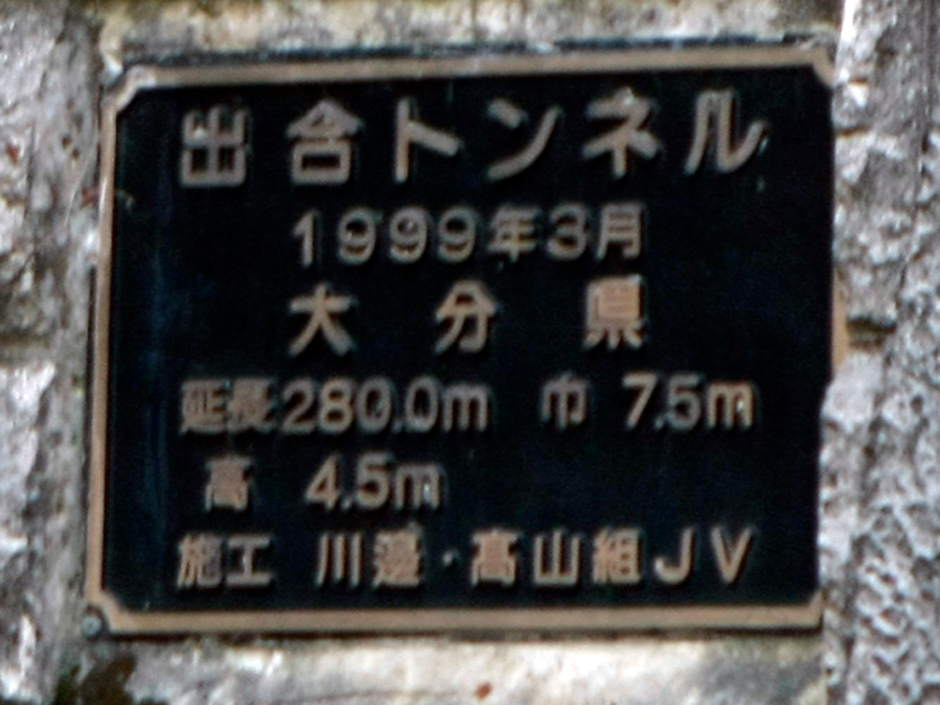 出合トンネル
1999年3月
大分県
延長280.0m 巾 7.5m
高 4.5m
施工 川邊・髙山組JV